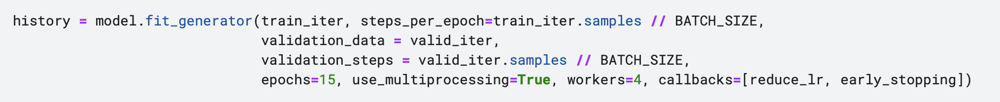 history = model.fit_generator(train_iter, steps_per_epoch=train_iter.samples // BATCH_SIZE,
validation_data = valid_iter,
validation_steps = valid_iter.samples // BATCH_SIZE,
epochs=15, use_multiprocessing=True, workers=4, callbacks=[reduce_lr, early_stopping])